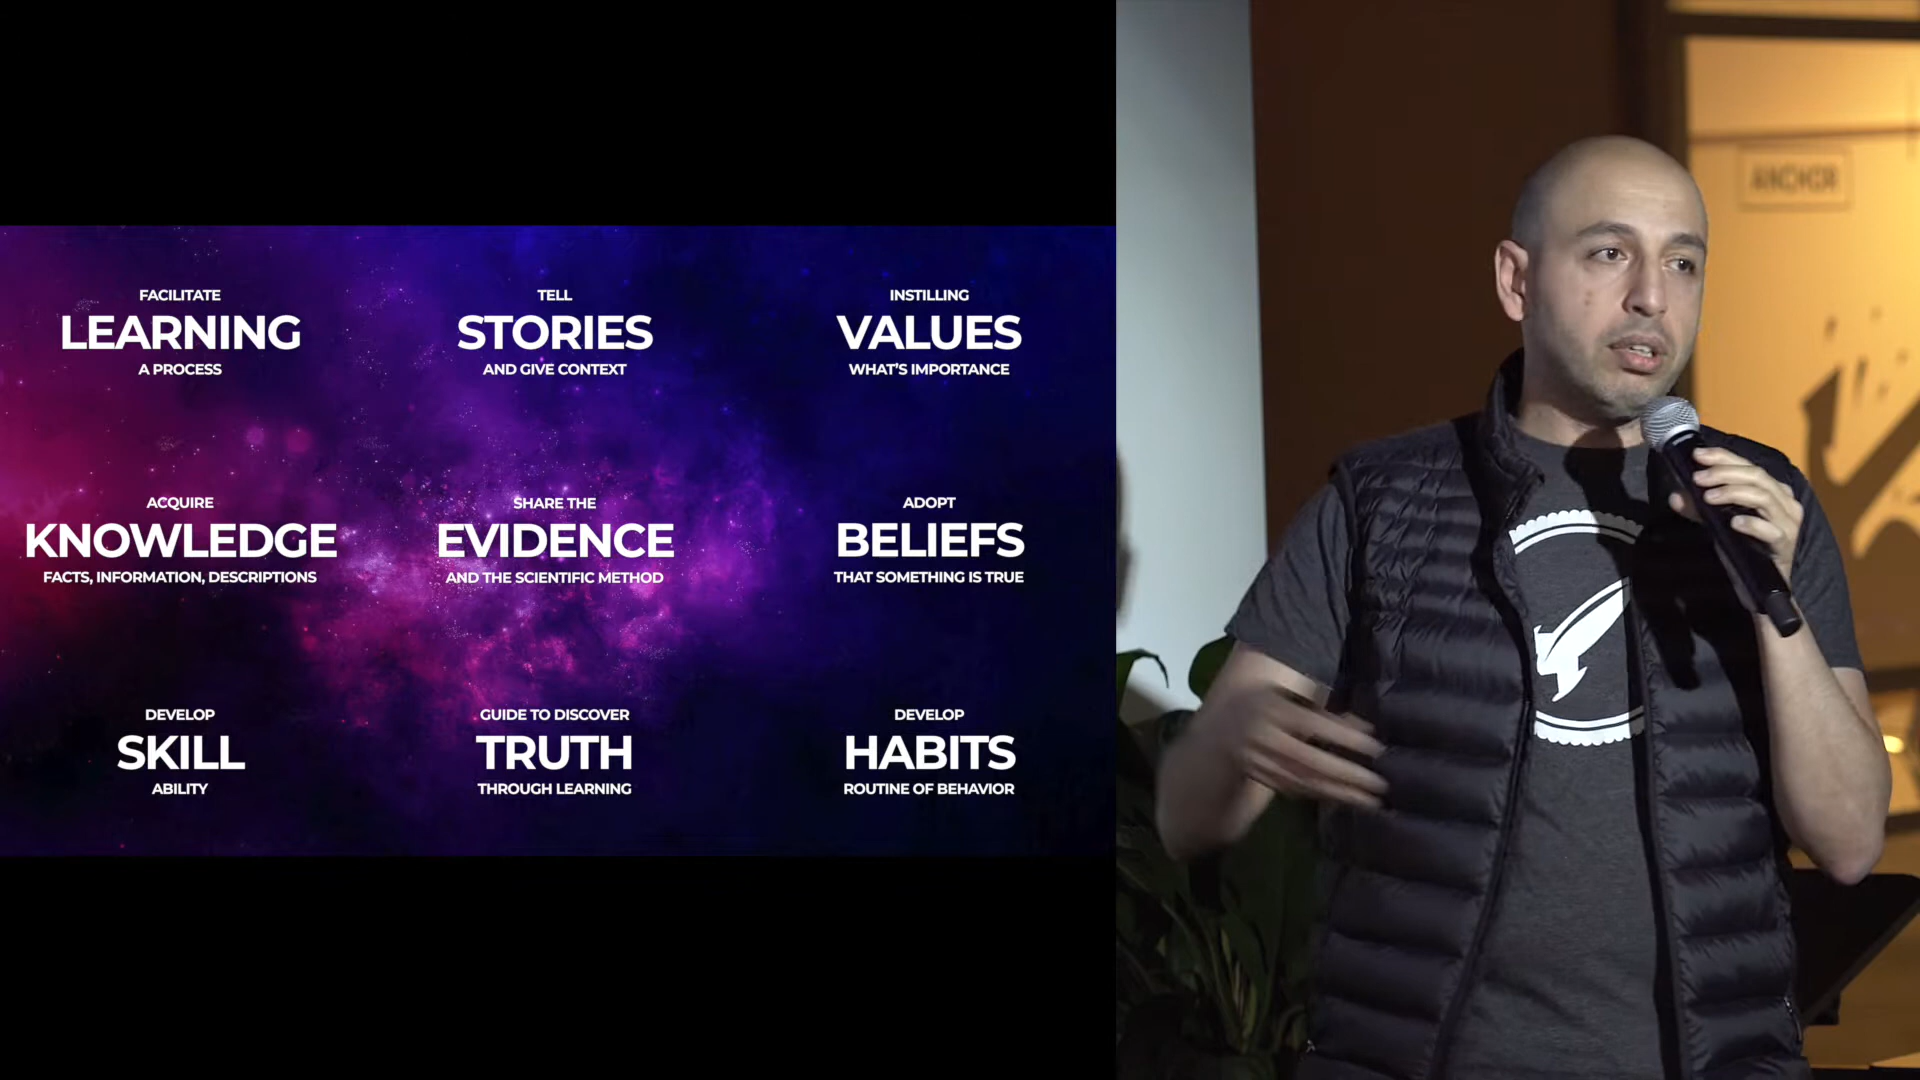 FACILITATE
LEARNING
A PROCESS
TELL
STORIES
AND GIVE CONTEXT
INSTILLING
VALUES
WHAT'S IMPORTANCE
ACQUIRE
KNOWLEDGE
FACTS, INFORMATION, DESCRIPTIONS
SHARE THE
EVIDENCE
AND THE SCIENTIFIC METHOD
ADOPT
BELIEFS
THAT SOMETHING IS TRUE
DEVELOP
SKILL
ABILITY
GUIDE TO DISCOVER
TRUTH
THROUGH LEARNING
DEVELOP
HABITS
ROUTINE OF BEHAVIOR
ANCHOR